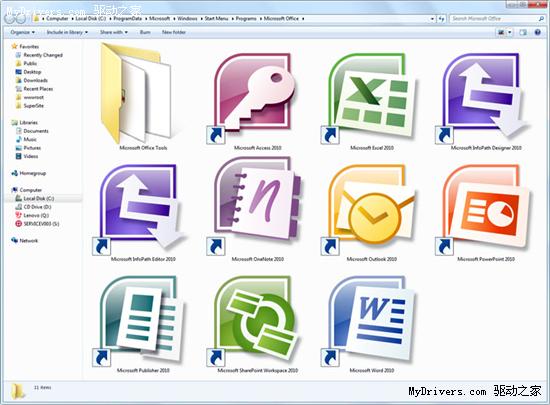 MyDrivers.com 驱动之家
Computer ▸ Local Disk (C:) ▸ ProgramData ▸ Microsoft ▸ Windows ▸ Start Menu ▸ Programs ▸ Microsoft Office ▸
Search Microsoft Office
Organize
Include in library
Share with
Burn
New folder
Favorites
Recently Changed
Public
Desktop
Downloads
Recent Places
wwwroot
SuperSite
Libraries
Documents
Music
Pictures
Videos
Homegroup
Computer
Local Disk (C:)
CD Drive (D:)
Lenovo (Q:)
Network
Microsoft Office Tools
Microsoft Access 2010
Microsoft Excel 2010
Microsoft InfoPath Designer 2010
Microsoft InfoPath Editor 2010
Microsoft OneNote 2010
Microsoft Outlook 2010
Microsoft PowerPoint 2010
Microsoft Publisher 2010
Microsoft SharePoint Workspace 2010
W
Microsoft Word 2010
11 items
MyDrivers.com 驱动之家